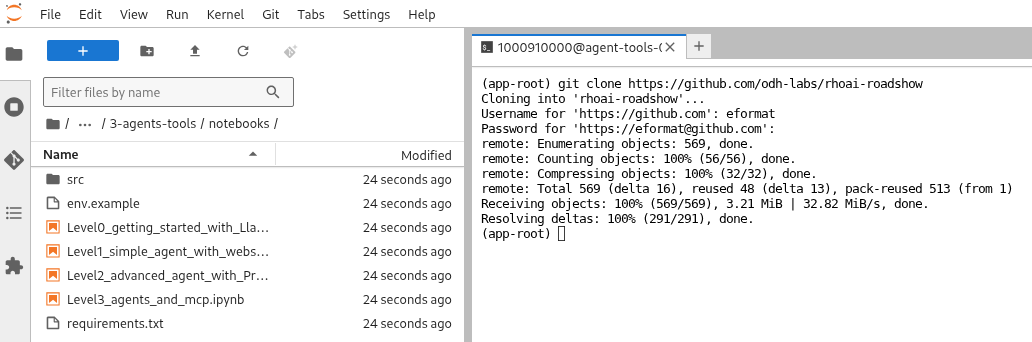 File Edit View Run Kernel Git Tabs Settings Help
+
Filter files by name
/ ... / 3-agents-tools / notebooks /
Name Modified
src 24 seconds ago
env.example 24 seconds ago
Level0_getting_started_with_Lla... 24 seconds ago
Level1_simple_agent_with_webs... 24 seconds ago
Level2_advanced_agent_with_Pr... 24 seconds ago
Level3_agents_and_mcp.ipynb 24 seconds ago
requirements.txt 24 seconds ago
1000910000@agent-tools-( × +
(app-root) git clone https://github.com/odh-labs/rhoai-roadshow
Cloning into 'rhoai-roadshow'...
Username for 'https://github.com': eformat
Password for 'https://eformat@github.com':
remote: Enumerating objects: 569, done.
remote: Counting objects: 100% (56/56), done.
remote: Compressing objects: 100% (32/32), done.
remote: Total 569 (delta 16), reused 48 (delta 13), pack-reused 513 (from 1)
Receiving objects: 100% (569/569), 3.21 MiB | 32.82 MiB/s, done.
Resolving deltas: 100% (291/291), done.
(app-root)